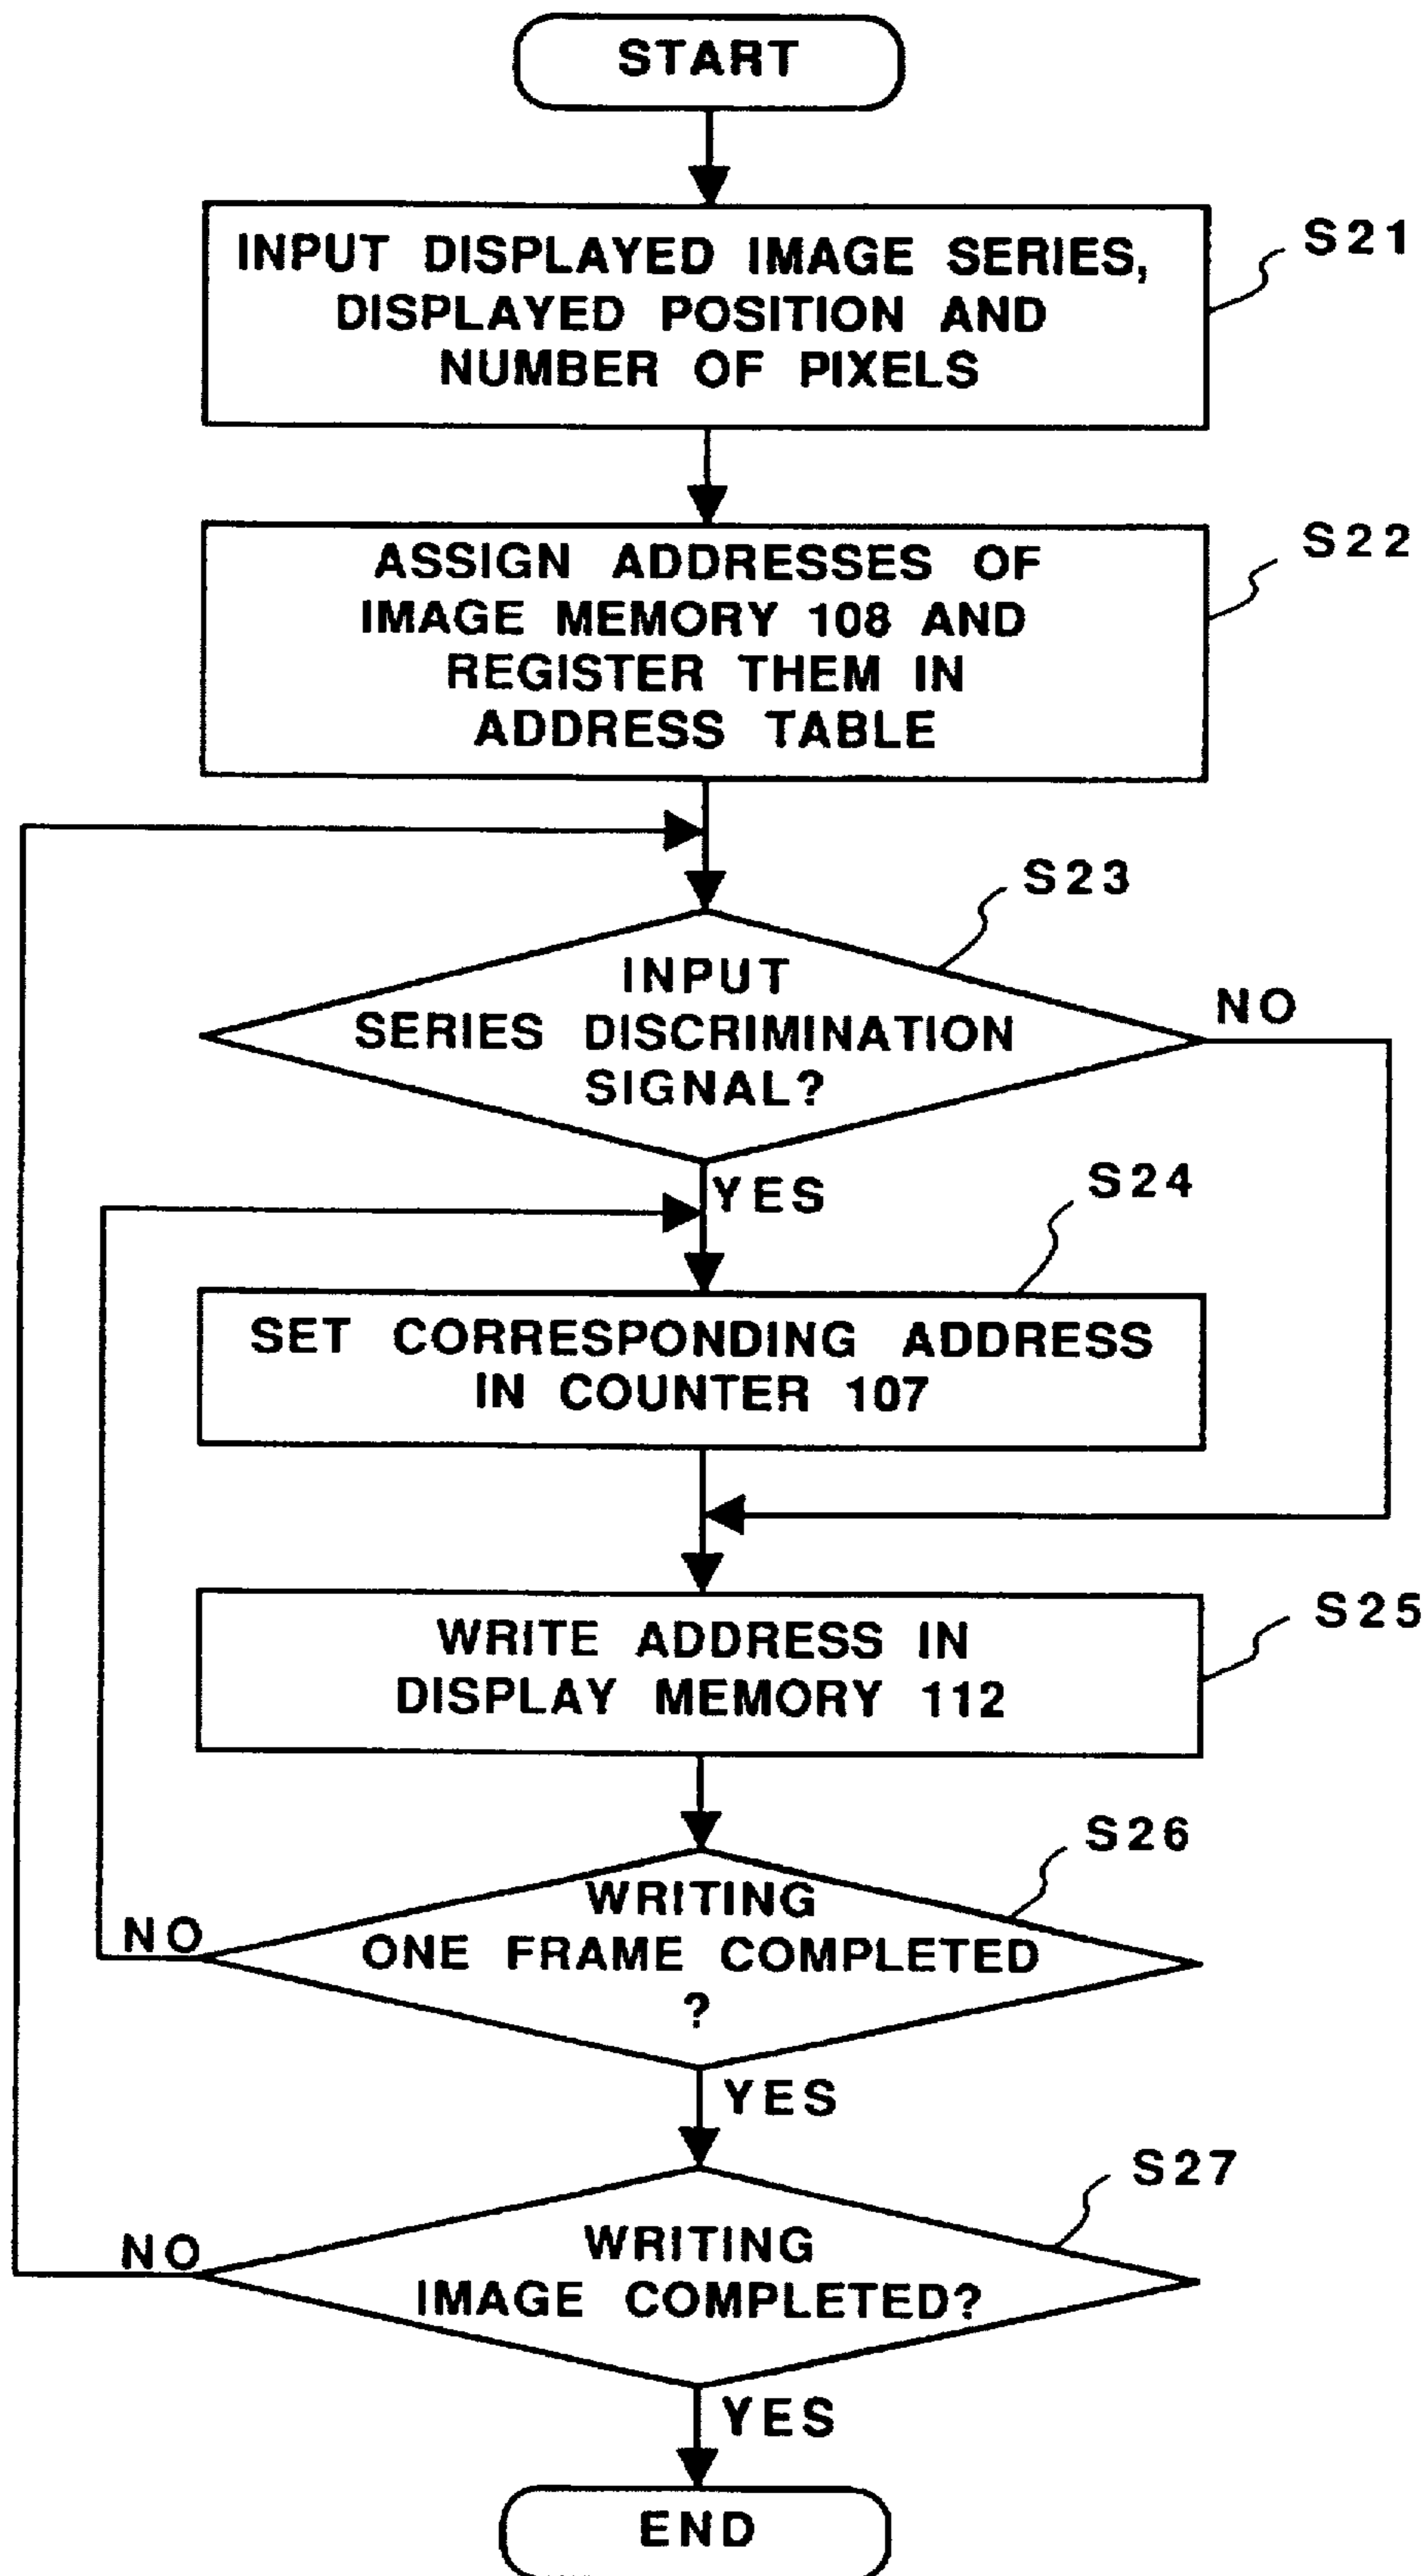 START
INPUT DISPLAYED IMAGE SERIES,
DISPLAYED POSITION AND
NUMBER OF PIXELS
S21
ASSIGN ADDRESSES OF
IMAGE MEMORY 108 AND
REGISTER THEM IN
ADDRESS TABLE
S22
S23
INPUT
SERIES DISCRIMINATION
SIGNAL?
NO
YES
S24
SET CORRESPONDING ADDRESS
IN COUNTER 107
WRITE ADDRESS IN
DISPLAY MEMORY 112
S25
S26
WRITING
ONE FRAME COMPLETED
?
NO
YES
S27
WRITING
IMAGE COMPLETED?
NO
YES
END